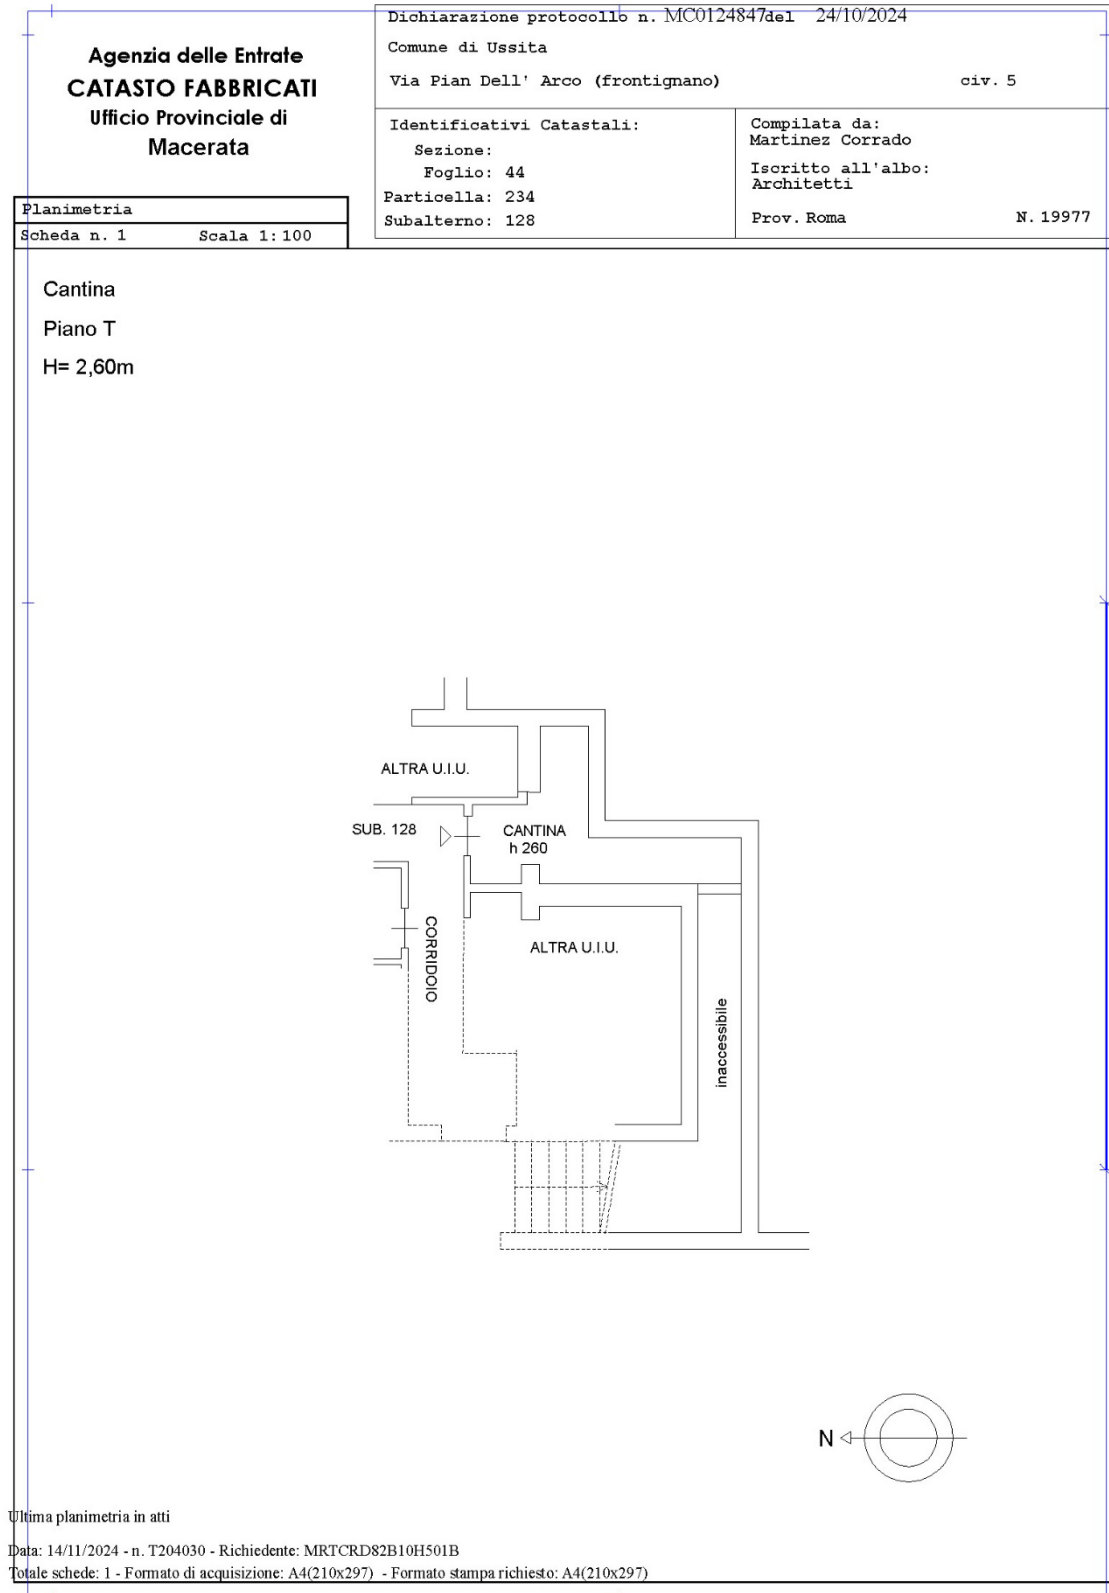 Agenzia delle Entrate
CATASTO FABBRICATI
Ufficio Provinciale di
Macerata
Dichiarazione protocollo n. MC0124847del 24/10/2024
Comune di Ussita
Via Pian Dell' Arco (frontignano) civ. 5
Identificativi Catastali:
Sezione:
Foglio: 44
Particella: 234
Subalterno: 128
Compilata da:
Martinez Corrado
Iscritto all'albo:
Architetti
Prov. Roma N. 19977
Planimetria
Scheda n. 1 Scala 1:100
Cantina
Piano T
H= 2,60m
ALTRA U.I.U.
SUB. 128
CANTINA
h 260
CORRIDOIO
ALTRA U.I.U.
inaccessibile
N
Ultima planimetria in atti
Data: 14/11/2024 - n. T204030 - Richiedente: MRTCRD82B10H501B
Totale schede: 1 - Formato di acquisizione: A4(210x297) - Formato stampa richiesto: A4(210x297)